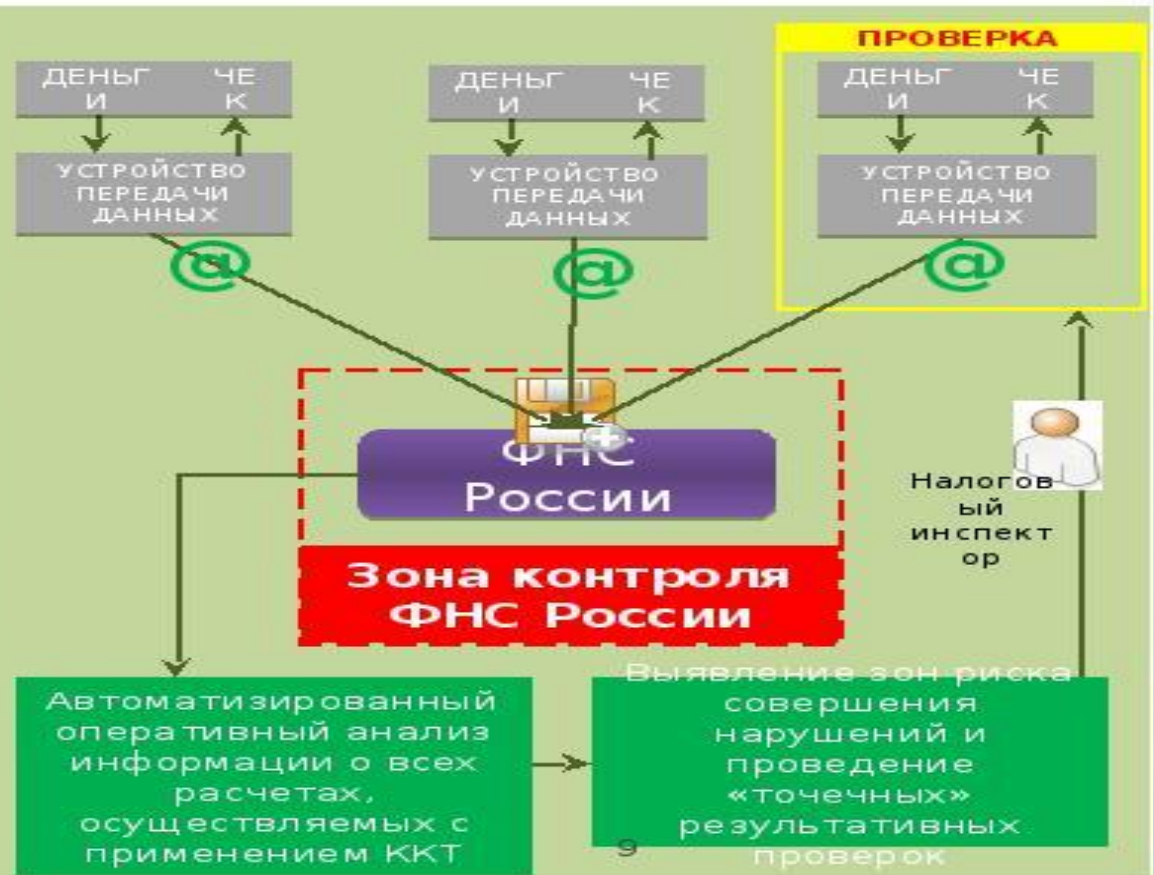 ПРОВЕРКА
ДЕНЬГ ЧЕ
И К
УСТРОЙСТВО
ПЕРЕДАЧИ
ДАННЫХ
@
ДЕНЬГ ЧЕ
И К
УСТРОЙСТВО
ПЕРЕДАЧИ
ДАННЫХ
@
ДЕНЬГ ЧЕ
И К
УСТРОЙСТВО
ПЕРЕДАЧИ
ДАННЫХ
@
ФНС
России
Налогов
ый
инспект
ор
Зона контроля
ФНС России
Автоматизированный
оперативный анализ
информации о всех
расчетах,
осуществляемых с
применением ККТ
Выявление зон риска
совершения
нарушений и
проведение
«точечных»
результативных
проверок
9